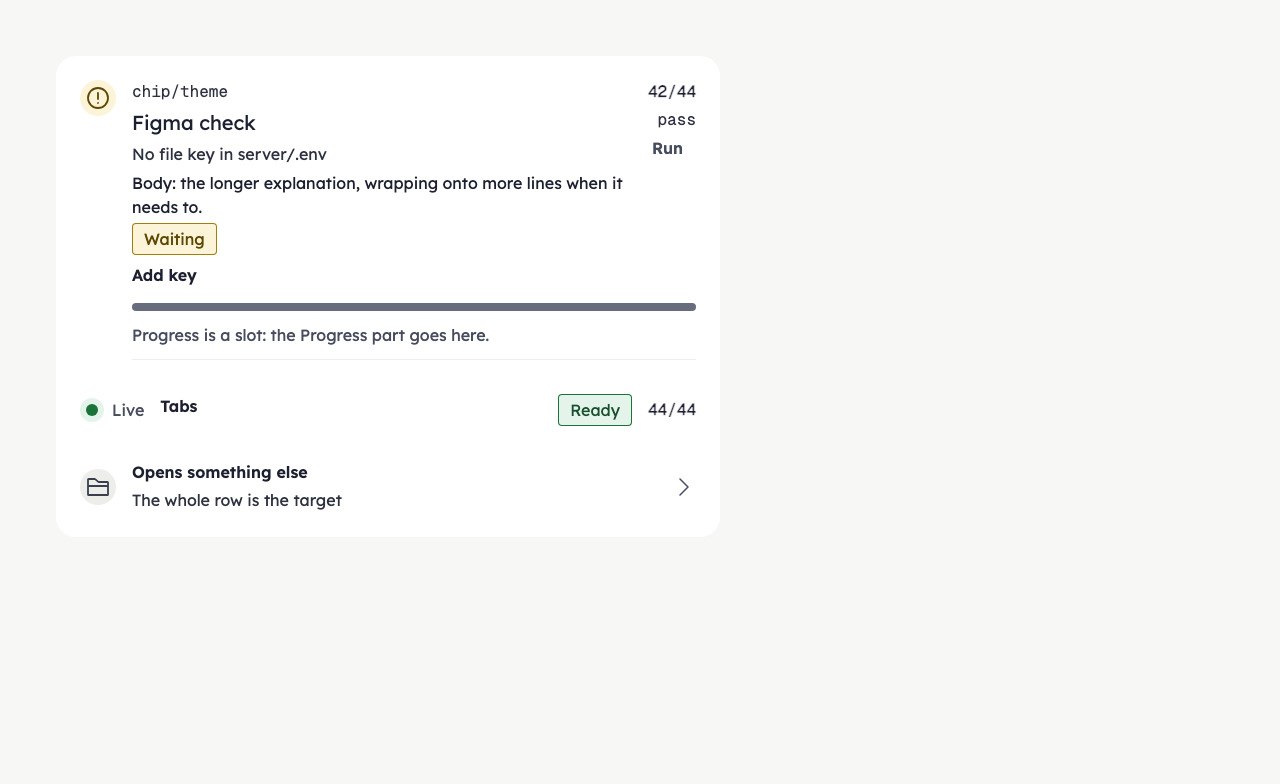 chip/theme
42/44
Figma check
pass
No file key in server/.env
Run
Body: the longer explanation, wrapping onto more lines when it
needs to.
Waiting
Add key
Progress is a slot: the Progress part goes here.
Live Tabs Ready 44/44
Opens something else
The whole row is the target